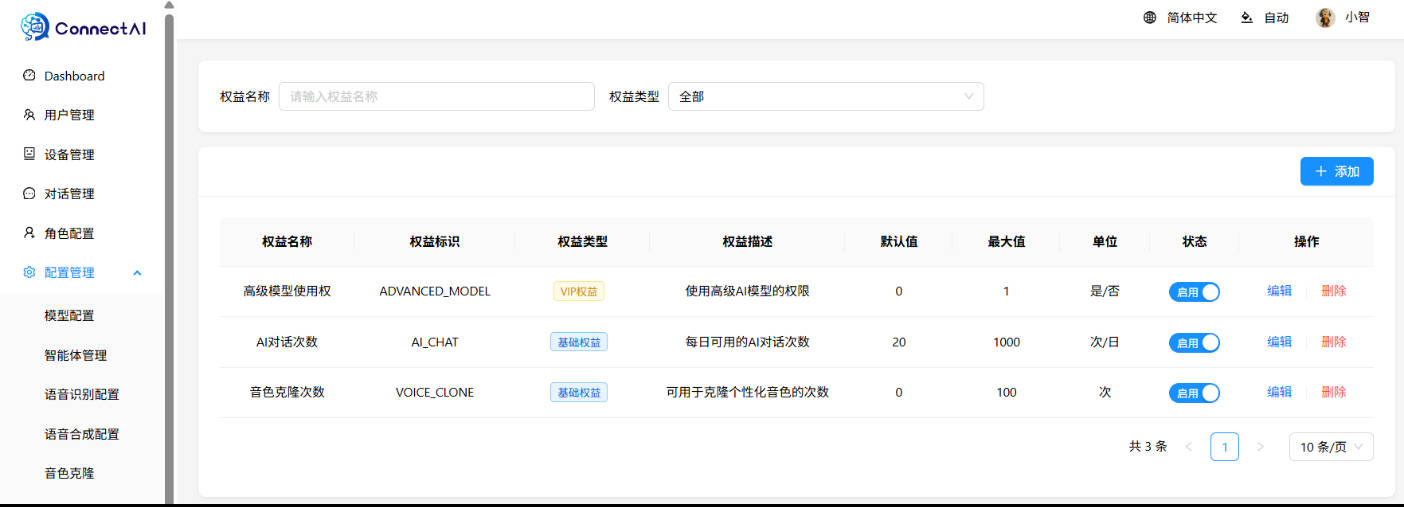 ConnectAI
简体中文 自动 小智
Dashboard
用户管理
设备管理
对话管理
角色配置
配置管理
模型配置
智能体管理
语音识别配置
语音合成配置
音色克隆
权益名称 请输入权益名称 权益类型 全部
添加
权益名称 权益标识 权益类型 权益描述 默认值 最大值 单位 状态 操作
高级模型使用权 ADVANCED_MODEL VIP权益 使用高级AI模型的权限 0 1 是/否 启用 编辑 删除
AI对话次数 AI_CHAT 基础权益 每日可用的AI对话次数 20 1000 次/日 启用 编辑 删除
音色克隆次数 VOICE_CLONE 基础权益 可用于克隆个性化音色的次数 0 100 次 启用 编辑 删除
共 3 条 < 1 > 10 条/页